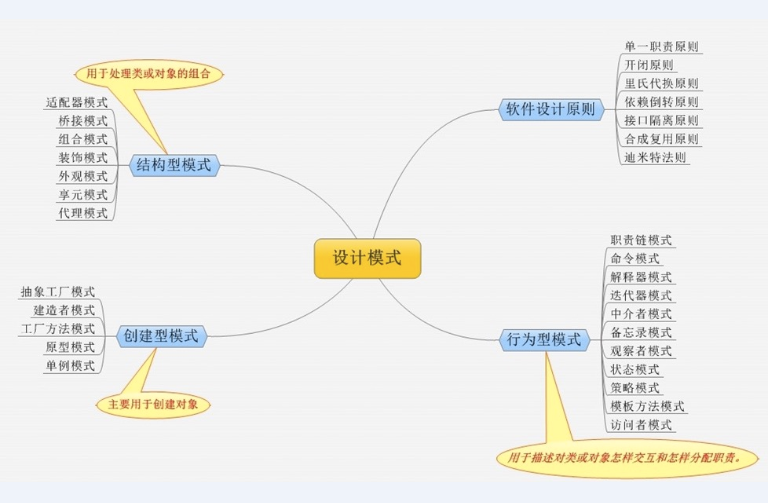 设计模式
软件设计原则
单一职责原则
开闭原则
里氏代换原则
依赖倒转原则
接口隔离原则
合成复用原则
迪米特法则
行为型模式
职责链模式
命令模式
解释器模式
迭代器模式
中介者模式
备忘录模式
观察者模式
状态模式
策略模式
模板方法模式
访问者模式
用于描述对类或对象怎样交互和怎样分配职责。
结构型模式
用于处理类或对象的组合
适配器模式
桥接模式
组合模式
装饰模式
外观模式
享元模式
代理模式
创建型模式
抽象工厂模式
建造者模式
工厂方法模式
原型模式
单例模式
主要用于创建对象